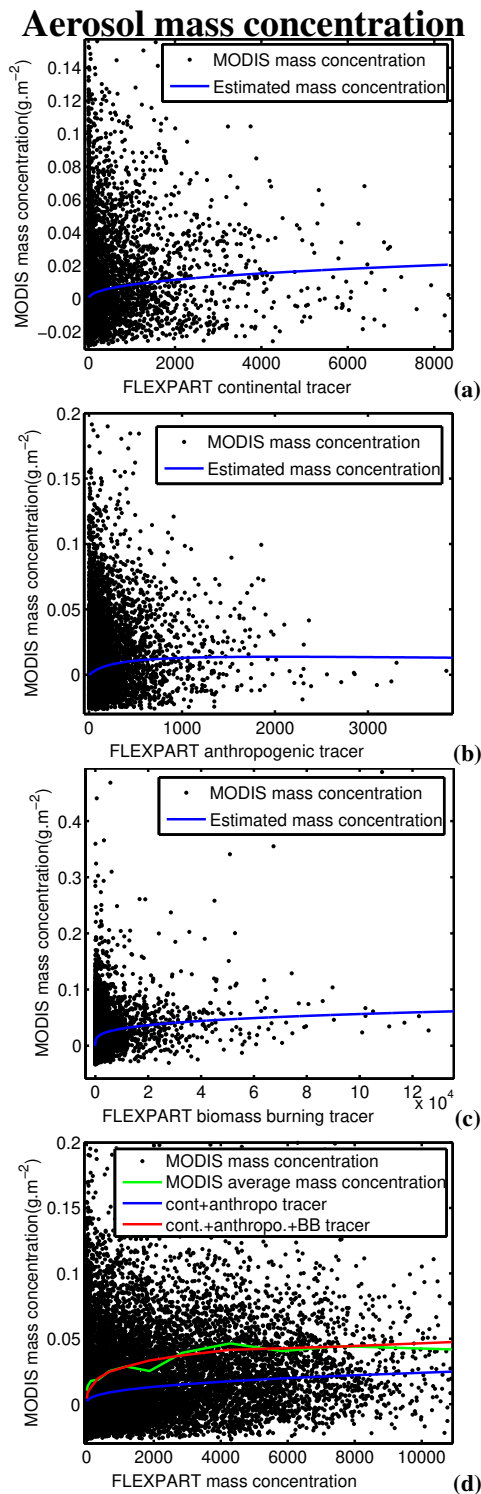 Aerosol mass concentration
MODIS mass concentration
Estimated mass concentration
MODIS mass concentration(g.m−2)
0.14
0.12
0.1
0.08
0.06
0.04
0.02
0
−0.02
0 2000 4000 6000 8000
FLEXPART continental tracer
(a)
MODIS mass concentration
Estimated mass concentration
MODIS mass concentration(g.m−2)
0.2
0.15
0.1
0.05
0
0 1000 2000 3000
FLEXPART anthropogenic tracer
(b)
MODIS mass concentration
Estimated mass concentration
MODIS mass concentration(g.m−2)
0.4
0.3
0.2
0.1
0
0 2 4 6 8 10 12
x 10^4
FLEXPART biomass burning tracer
(c)
MODIS mass concentration
MODIS average mass concentration
cont+anthropo tracer
cont.+anthropo.+BB tracer
MODIS mass concentration(g.m−2)
0.2
0.15
0.1
0.05
0
0 2000 4000 6000 8000 10000
FLEXPART mass concentration
(d)